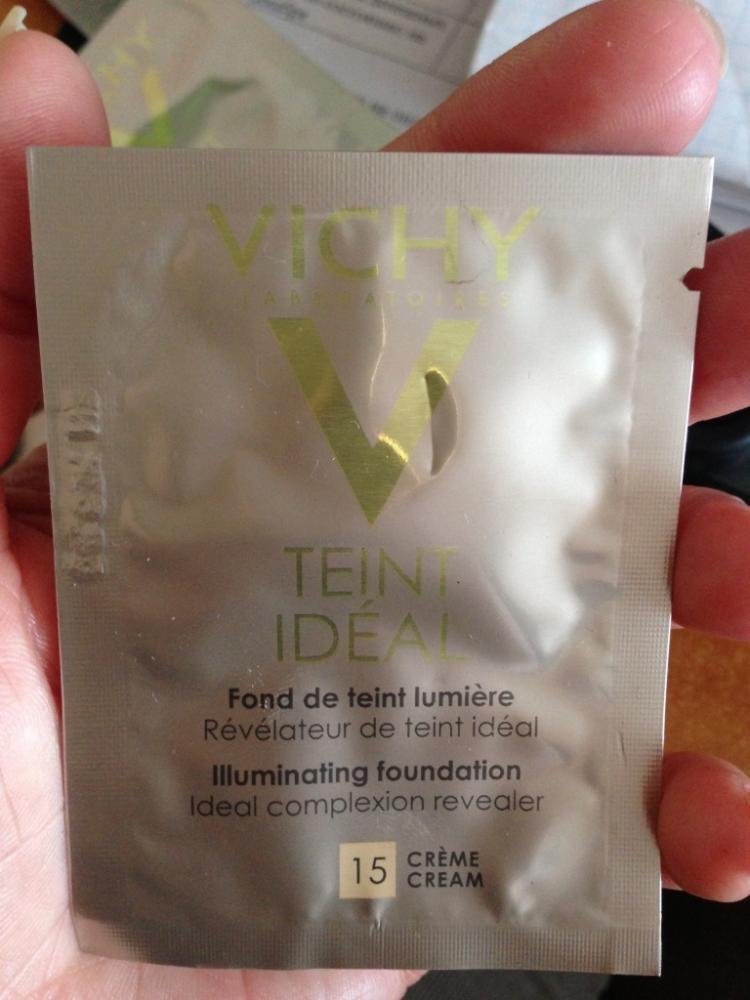 VICHY
LABORATOIRES
TEINT
IDÉAL
Fond de teint lumière
Révélateur de teint idéal
Illuminating foundation
Ideal complexion revealer
15 CRÈME
CREAM